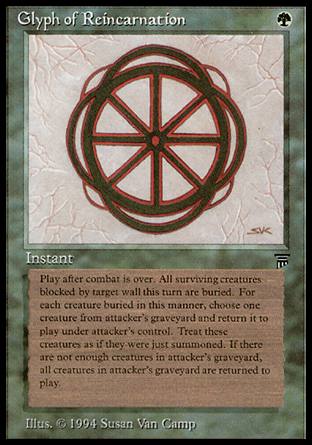 Glyph of Reincarnation
SVK
Instant
Play after combat is over. All surviving creatures
blocked by target wall this turn are buried. For
each creature buried in this manner, choose one
creature from attacker's graveyard and return it to
play under attacker's control. Treat these
creatures as if they were just summoned. If there
are not enough creatures in attacker's graveyard,
all creatures in attacker's graveyard are returned to
play.
Illus. © 1994 Susan Van Camp